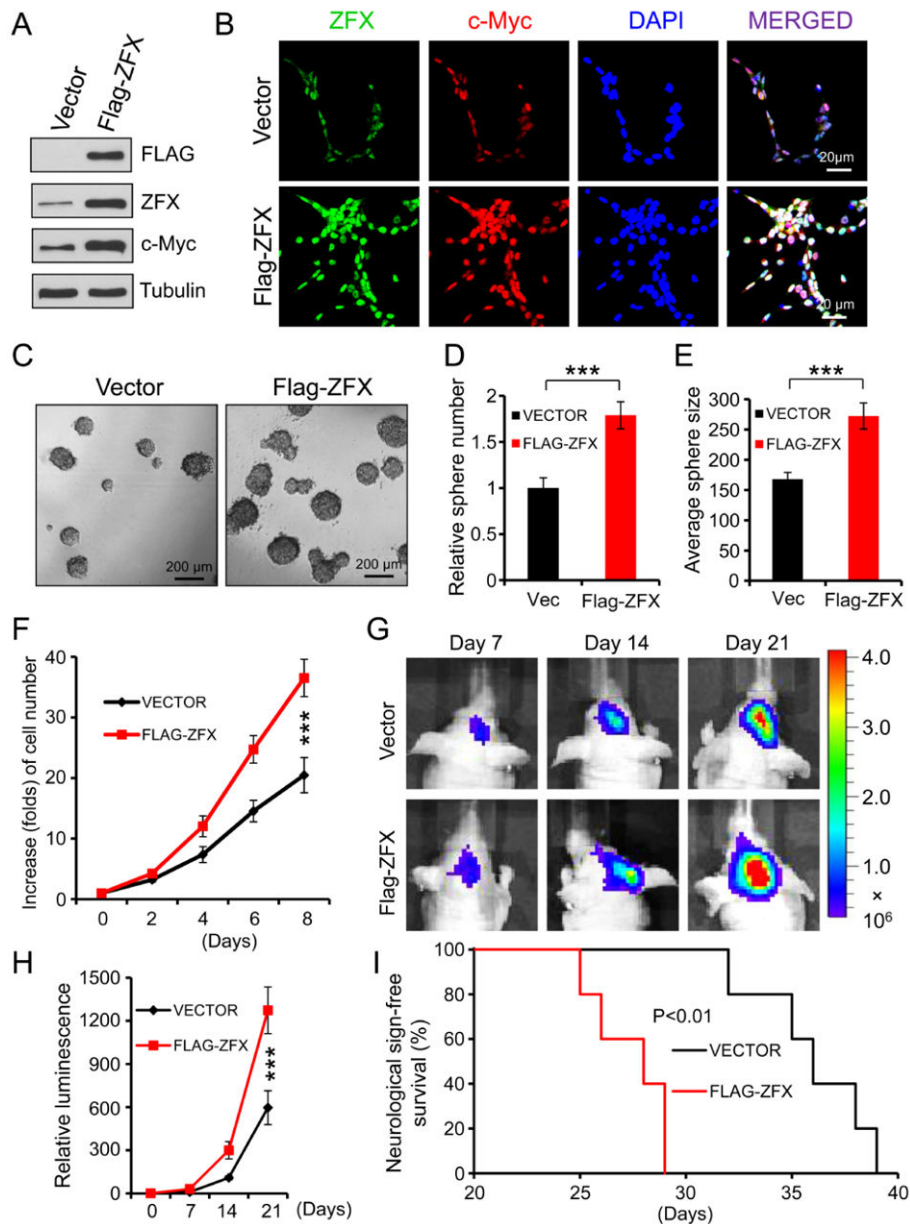 A
Vector
Flag-ZFX
FLAG
ZFX
c-Myc
Tubulin
B
ZFX
c-Myc
DAPI
MERGED
Vector
20μm
Flag-ZFX
20 μm
C
Vector
Flag-ZFX
200 μm
200 μm
D
***
Relative sphere number
2
1.5
1
0.5
0
VECTOR
FLAG-ZFX
Vec
Flag-ZFX
E
***
Average sphere size
300
250
200
150
100
50
0
VECTOR
FLAG-ZFX
Vec
Flag-ZFX
F
Increase (folds) of cell number
40
30
20
10
0
VECTOR
FLAG-ZFX
***
0 2 4 6 8
(Days)
G
Day 7
Day 14
Day 21
Vector
Flag-ZFX
4.0
3.0
2.0
1.0
×
10⁶
H
Relative luminescence
1500
1200
900
600
300
0
VECTOR
FLAG-ZFX
***
0 7 14 21 (Days)
I
Neurological sign-free
survival (%)
100
80
60
40
20
0
P<0.01
VECTOR
FLAG-ZFX
20 25 30 35 40
(Days)